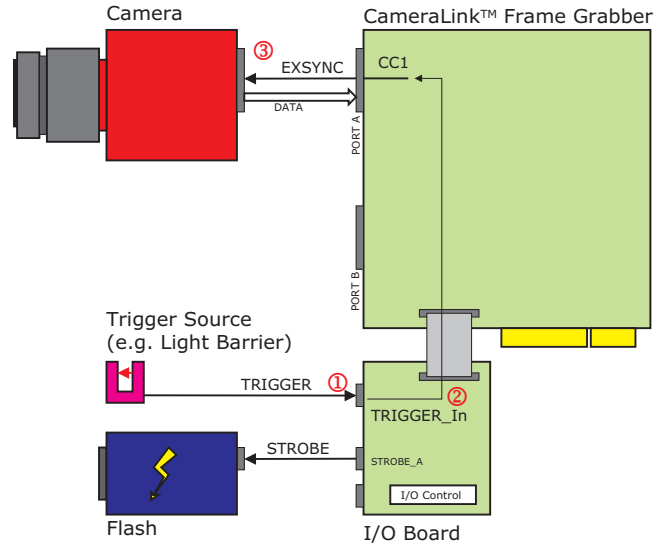 Camera
CameraLink™ Frame Grabber
③
EXSYNC
CC1
DATA
PORT A
PORT B
Trigger Source
(e.g. Light Barrier)
TRIGGER
①
②
TRIGGER_In
STROBE
STROBE_A
I/O Control
Flash
I/O Board